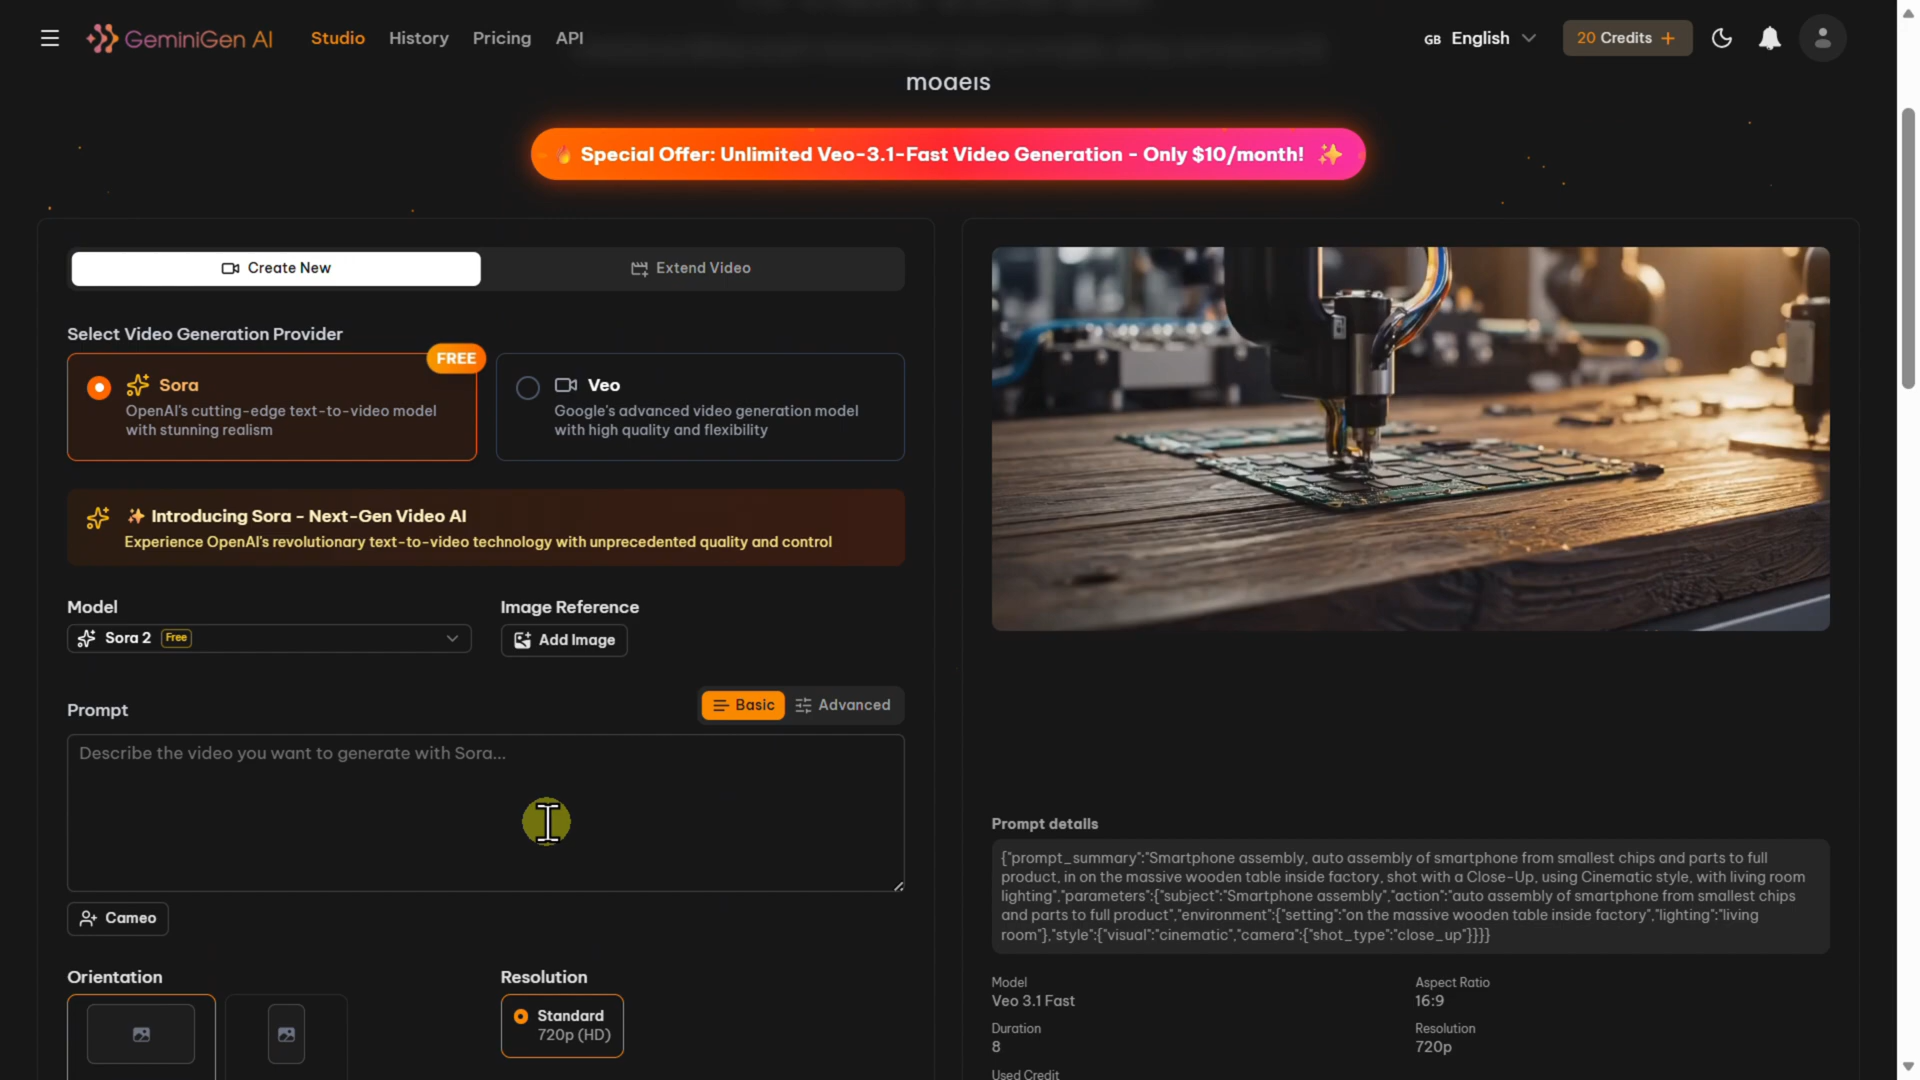 GeminiGen AI
Studio
History
Pricing
API
GB English
20 Credits +
models
🔥 Special Offer: Unlimited Veo-3.1-Fast Video Generation - Only $10/month! ✨
Create New
Extend Video
Select Video Generation Provider
FREE
Sora
OpenAI's cutting-edge text-to-video model
with stunning realism
Veo
Google's advanced video generation model
with high quality and flexibility
✨ Introducing Sora - Next-Gen Video AI
Experience OpenAI's revolutionary text-to-video technology with unprecedented quality and control
Model
Sora 2 Free
Image Reference
Add Image
Prompt
Basic
Advanced
Describe the video you want to generate with Sora...
Cameo
Orientation
Resolution
Standard
720p (HD)
Prompt details
{"prompt_summary":"Smartphone assembly, auto assembly of smartphone from smallest chips and parts to full
product, in on the massive wooden table inside factory, shot with a Close-Up, using Cinematic style, with living room
lighting","parameters":{"subject":"Smartphone assembly","action":"auto assembly of smartphone from smallest chips
and parts to full product","environment":{"setting":"on the massive wooden table inside factory","lighting":"living
room"},"style":{"visual":"cinematic","camera":{"shot_type":"close_up"}}}}
Model
Veo 3.1 Fast
Aspect Ratio
16:9
Duration
8
Resolution
720p
Used Credit